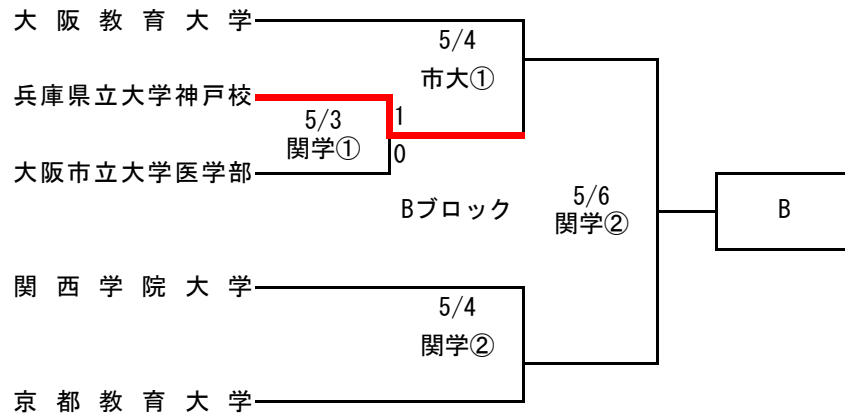 大阪教育大学
5/4
市大①
兵庫県立大学神戸校
5/3
関学①
1
0
大阪市立大学医学部
Bブロック
5/6
関学②
B
関西学院大学
5/4
関学②
京都教育大学